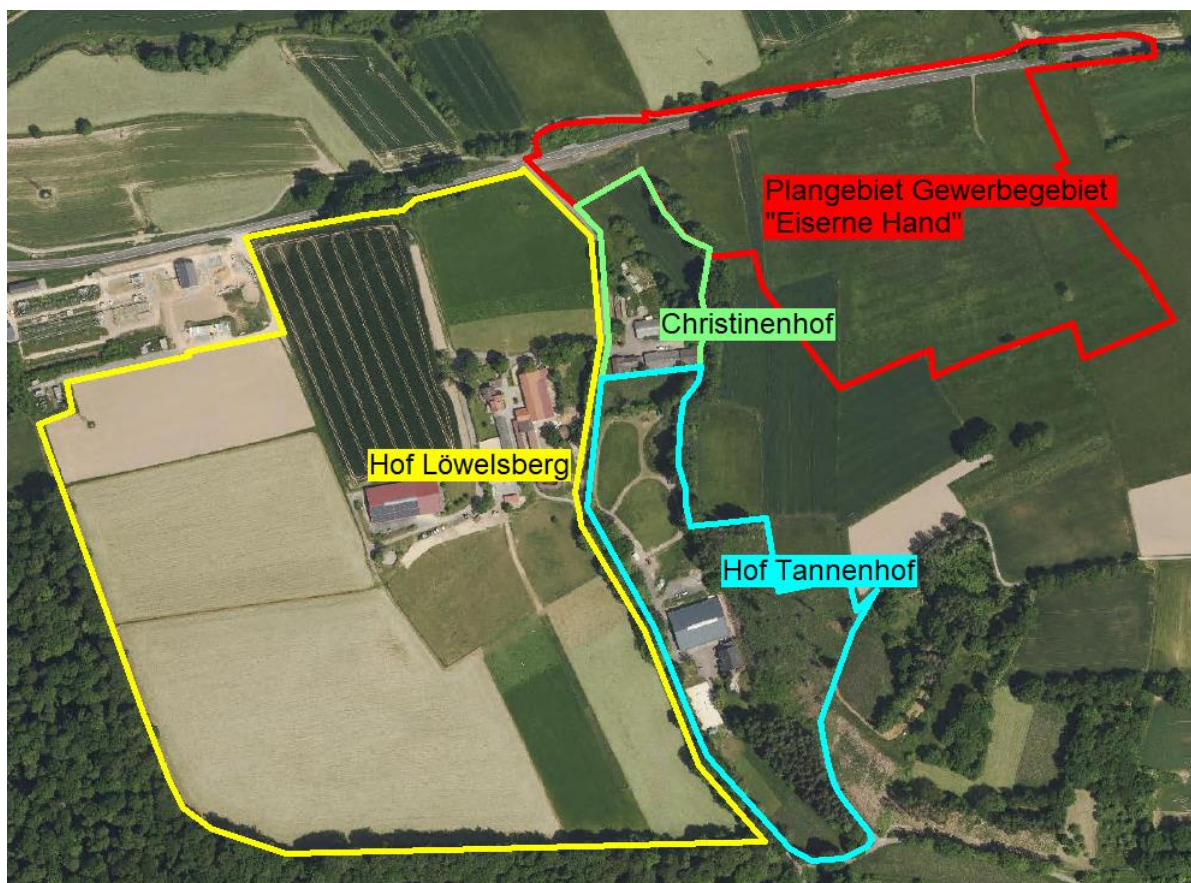 Plangebiet Gewerbegebiet
"Eiserne Hand"
Christinenhof
Hof Löwelsberg
Hof Tannenhof